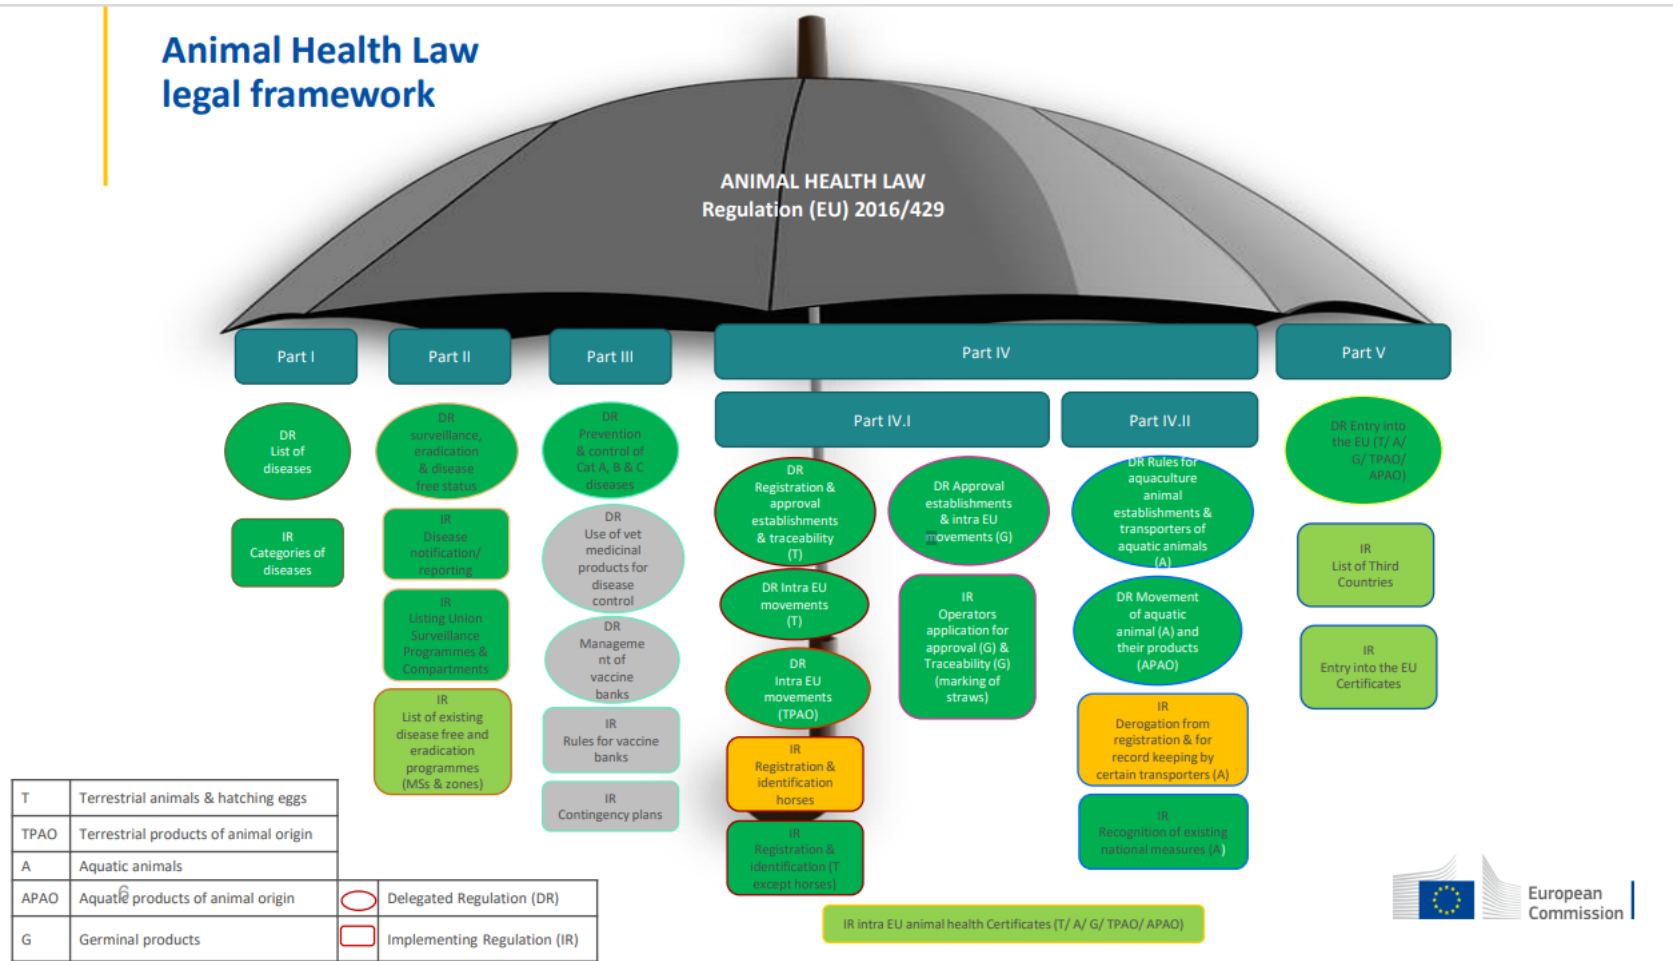 Animal Health Law
legal framework
ANIMAL HEALTH LAW
Regulation (EU) 2016/429
Part I
Part II
Part III
Part IV
Part V
Part IV.I
Part IV.II
DR
List of
diseases
IR
Categories of
diseases
DR
surveillance,
eradication
& disease
free status
IR
Disease
notification/
reporting
IR
Listing Union
Surveillance
Programmes &
Compartments
IR
List of existing
disease free and
eradication
programmes
(MSs & zones)
DR
Prevention
& control of
Cat A, B & C
diseases
DR
Use of vet
medicinal
products for
disease
control
DR
Manageme
nt of
vaccine
banks
IR
Rules for vaccine
banks
IR
Contingency plans
DR
Registration &
approval
establishments
& traceability
(T)
DR Intra EU
movements
(T)
DR
Intra EU
movements
(TPAO)
IR
Registration &
identification
horses
IR
Registration &
identification (T
except horses)
DR Approval
establishments
& intra EU
movements (G)
IR
Operators
application for
approval (G) &
Traceability (G)
(marking of
straws)
DR Rules for
aquaculture
animal
establishments &
transporters of
aquatic animals
(A)
DR Movement
of aquatic
animal (A) and
their products
(APAO)
IR
Derogation from
registration & for
record keeping by
certain transporters (A)
IR
Recognition of existing
national measures (A)
DR Entry into
the EU (T/ A/
G/ TPAO/
APAO)
IR
List of Third
Countries
IR
Entry into the EU
Certificates
IR intra EU animal health Certificates (T/ A/ G/ TPAO/ APAO)
T Terrestrial animals & hatching eggs
TPAO Terrestrial products of animal origin
A Aquatic animals
APAO Aquatic products of animal origin
6
Delegated Regulation (DR)
G Germinal products
Implementing Regulation (IR)
European
Commission